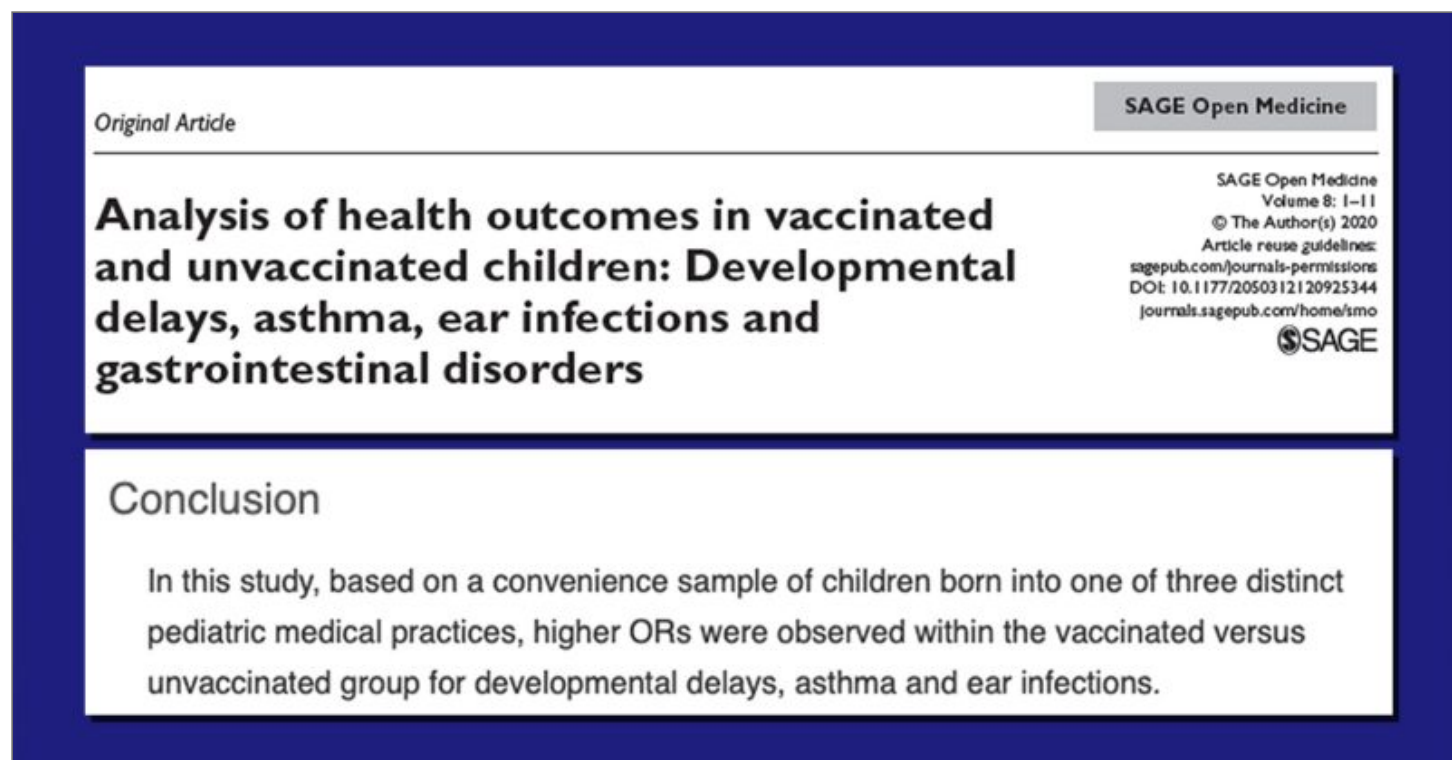 Original Article
SAGE Open Medicine
SAGE Open Medicine
Volume 8: 1–11
© The Author(s) 2020
Article reuse guidelines:
sagepub.com/journals-permissions
DOI: 10.1177/2050312120925344
journals.sagepub.com/home/smo
SAGE
Analysis of health outcomes in vaccinated
and unvaccinated children: Developmental
delays, asthma, ear infections and
gastrointestinal disorders
Conclusion
In this study, based on a convenience sample of children born into one of three distinct
pediatric medical practices, higher ORs were observed within the vaccinated versus
unvaccinated group for developmental delays, asthma and ear infections.